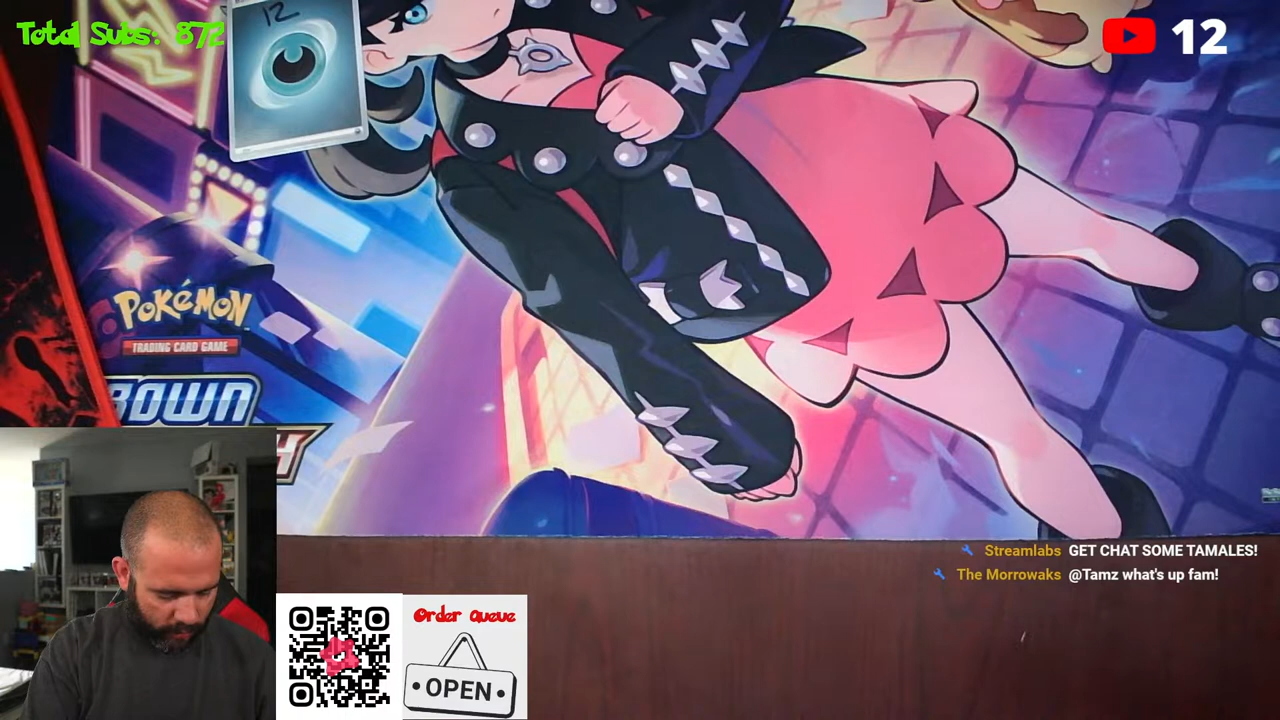 Total Subs: 872
12
12
POKéMON
TRADING CARD GAME
Order Queue
• OPEN •
Streamlabs GET CHAT SOME TAMALES!
The Morrowaks @Tamz what's up fam!